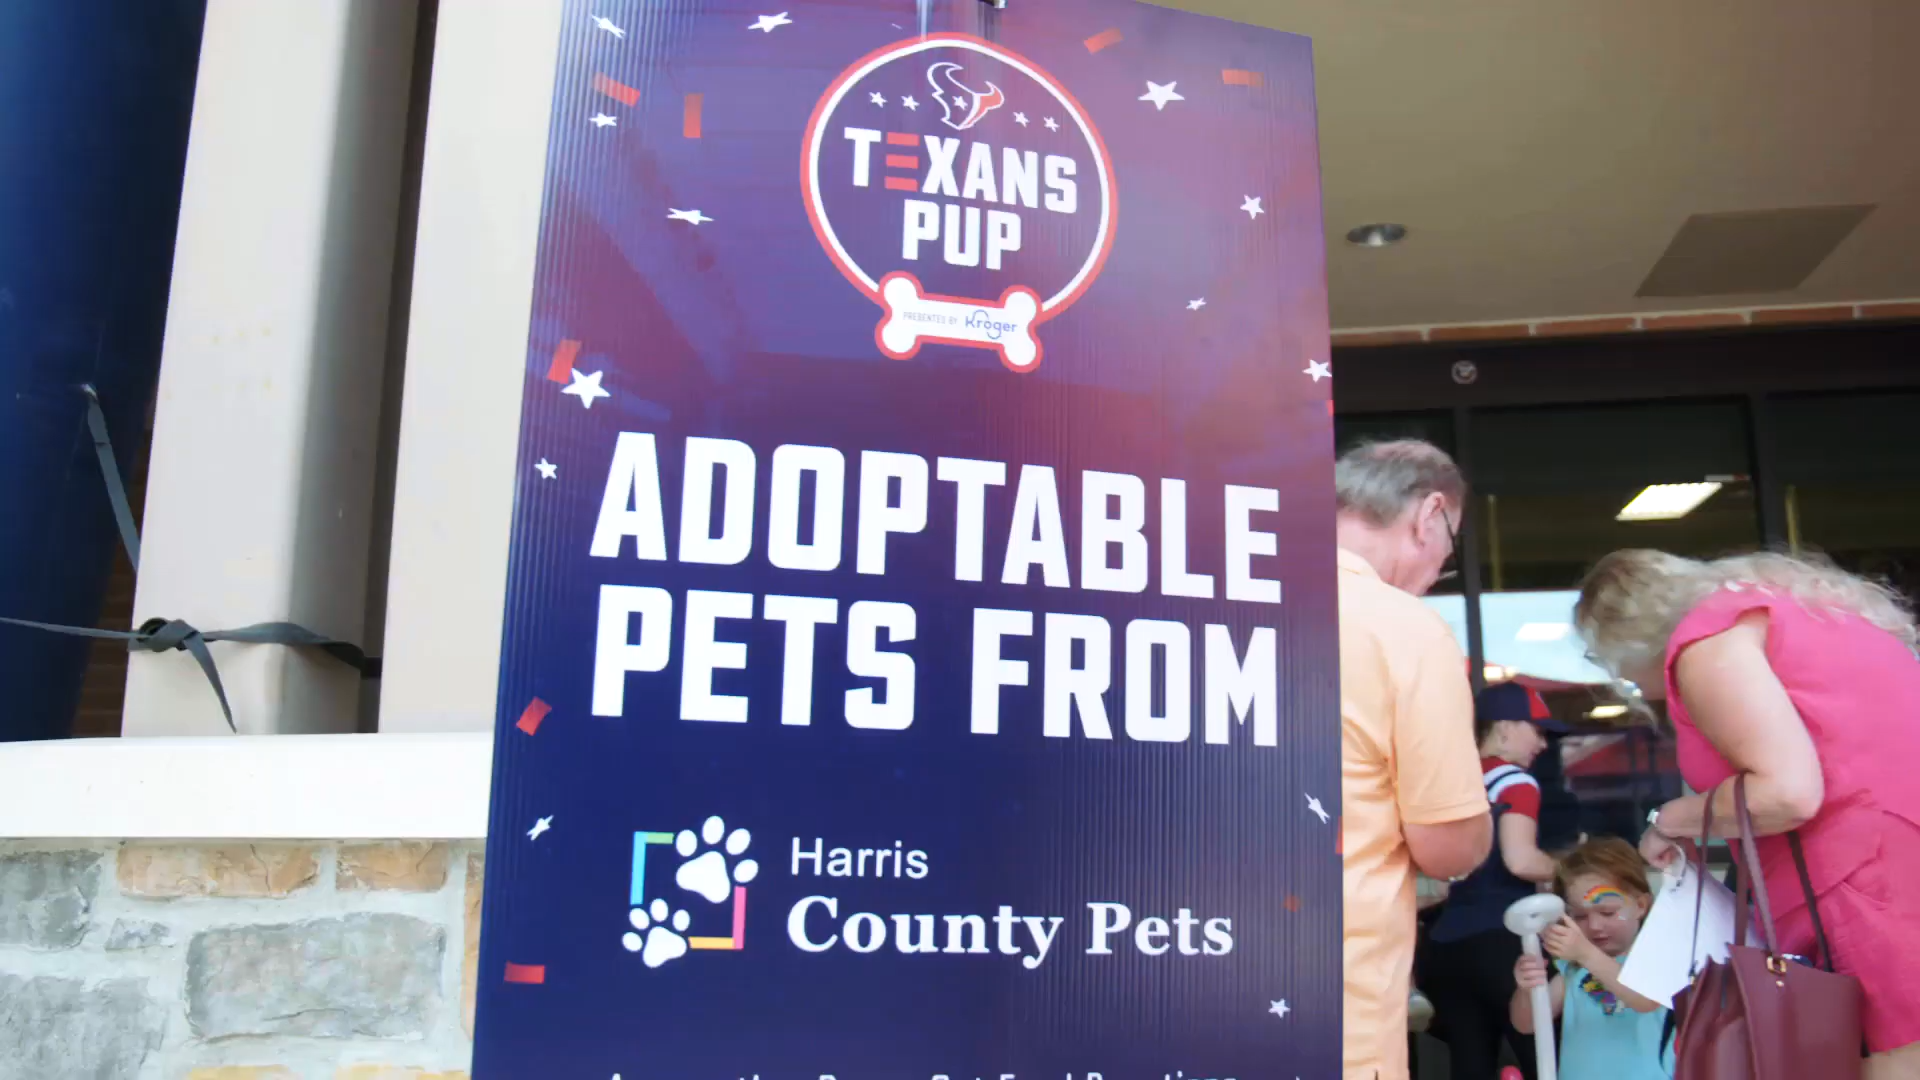 TEXANS
PUP
PRESENTED BY Kroger
ADOPTABLE
PETS FROM
Harris
County Pets